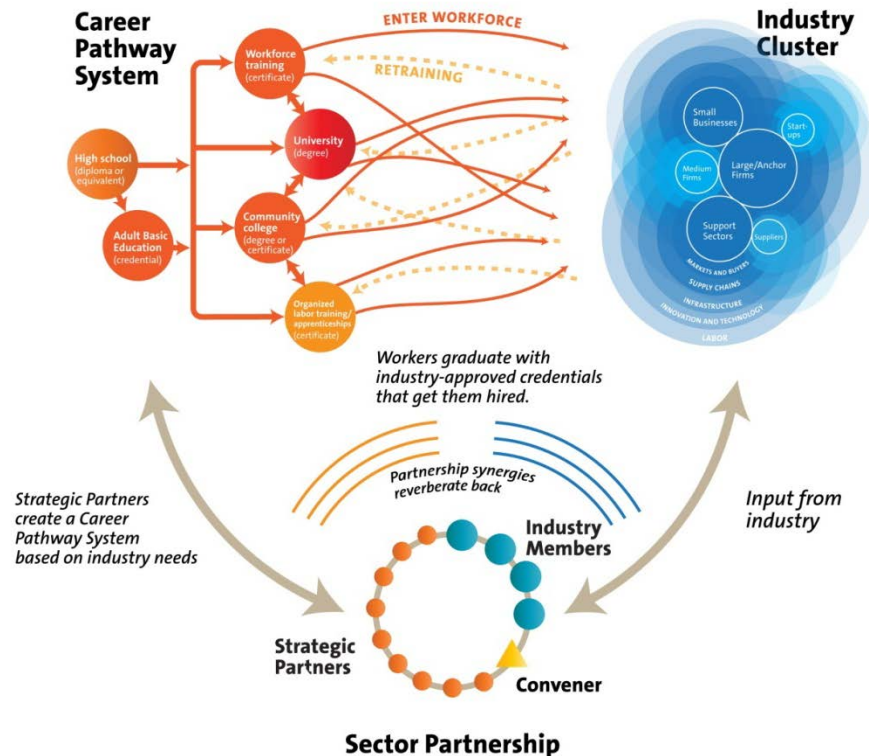 Career
Pathway
System
ENTER WORKFORCE
RETRAINING
Workforce
training
(certificate)
University
(degree)
High school
(diploma or
equivalent)
Adult Basic
Education
(credential)
Community
college
(degree or
certificate)
Organized
labor training/
apprenticeships
(certificate)
Industry
Cluster
Small
Businesses
Start-
ups
Medium
Firms
Large/Anchor
Firms
Support
Sectors
Suppliers
MARKETS AND BUYERS
SUPPLY CHAINS
INFRASTRUCTURE
INNOVATION AND TECHNOLOGY
LABOR
Workers graduate with
industry-approved credentials
that get them hired.
Partnership synergies
reverberate back
Strategic Partners
create a Career
Pathway System
based on industry needs
Input from
industry
Industry
Members
Strategic
Partners
Convener
Sector Partnership